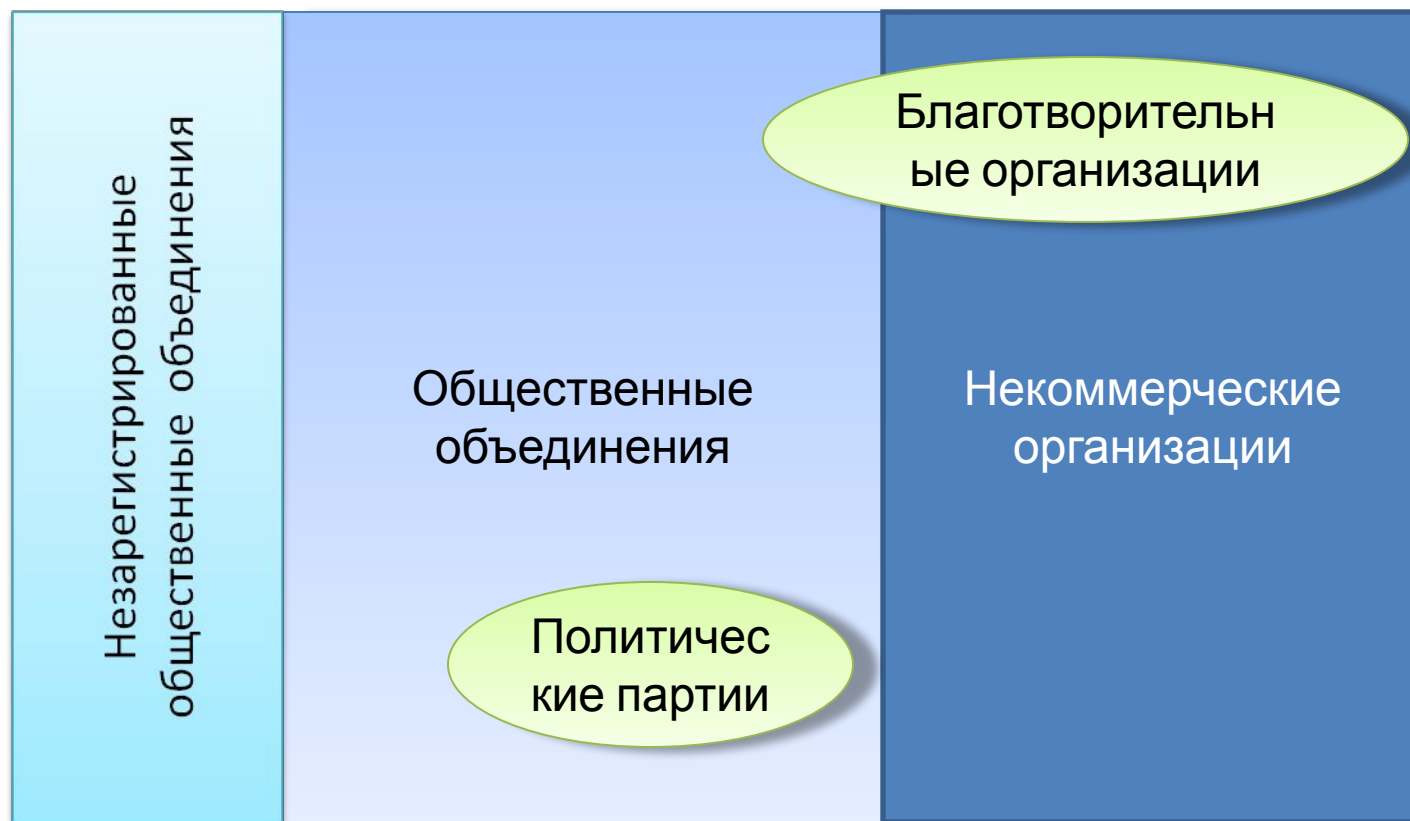 Незарегистрированные
общественные объединения
Общественные
объединения
Благотворительн
ые организации
Некоммерческие
организации
Политичес
кие партии